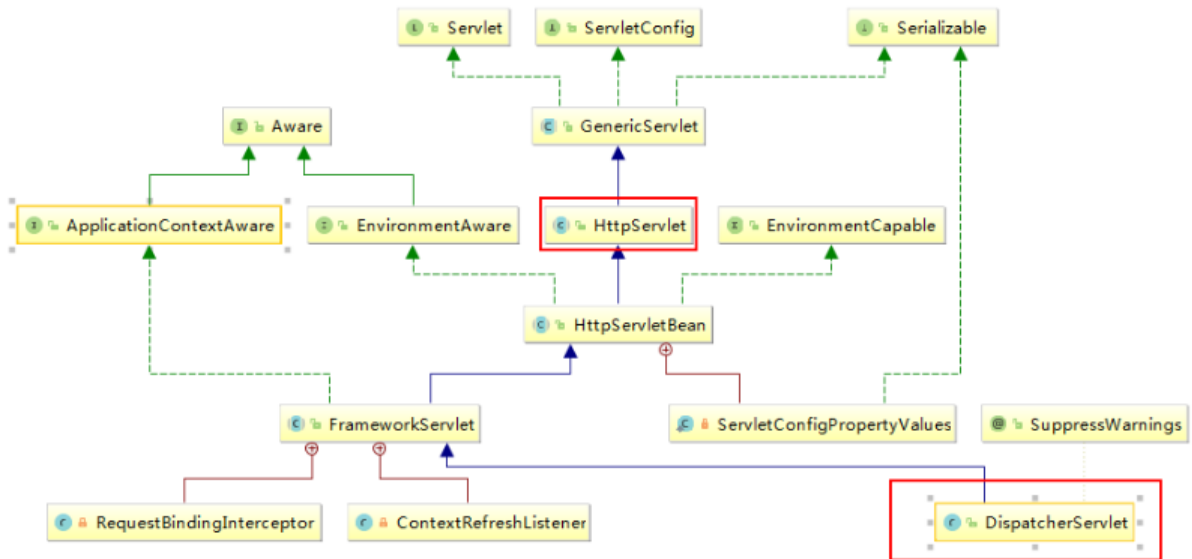 Servlet
ServletConfig
Serializable
Aware
GenericServlet
ApplicationContextAware
EnvironmentAware
HttpServlet
EnvironmentCapable
HttpServletBean
FrameworkServlet
ServletConfigPropertyValues
SuppressWarnings
RequestBindingInterceptor
ContextRefreshListener
DispatcherServlet